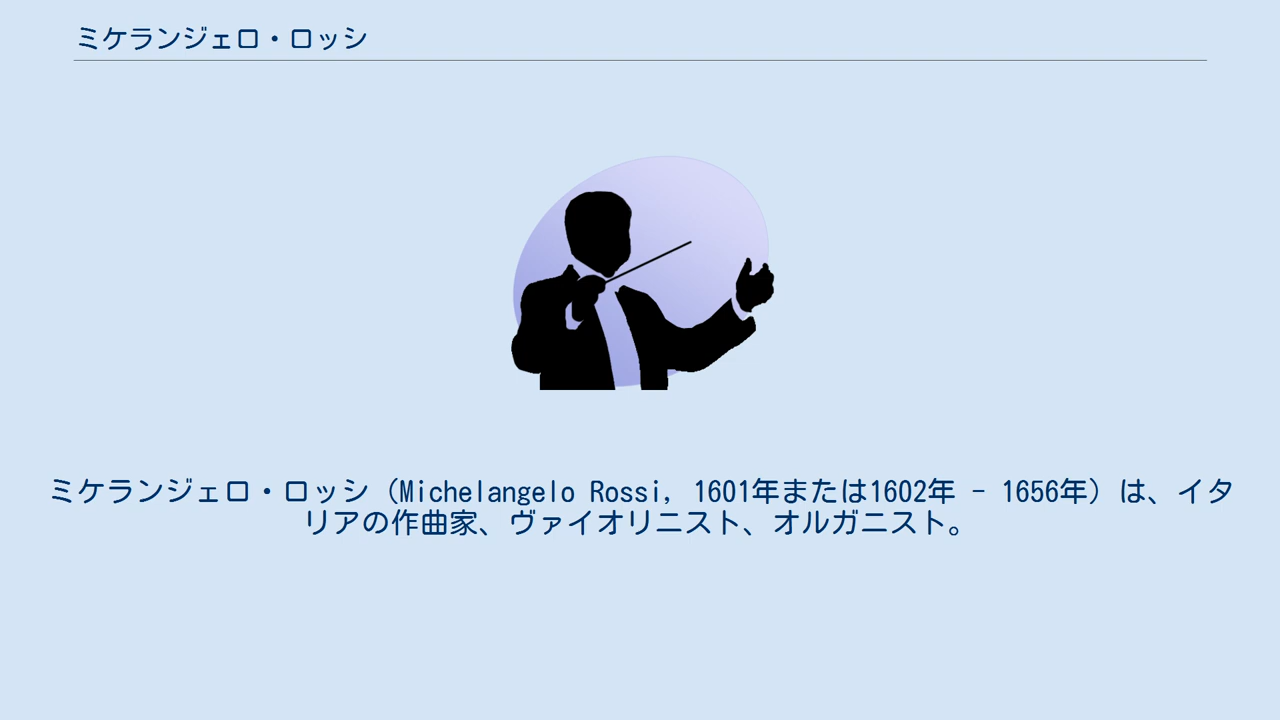 ミケランジェロ・ロッシ
ミケランジェロ・ロッシ（Michelangelo Rossi, 1601年または1602年 - 1656年）は、イタ
リアの作曲家、ヴァイオリニスト、オルガニスト。